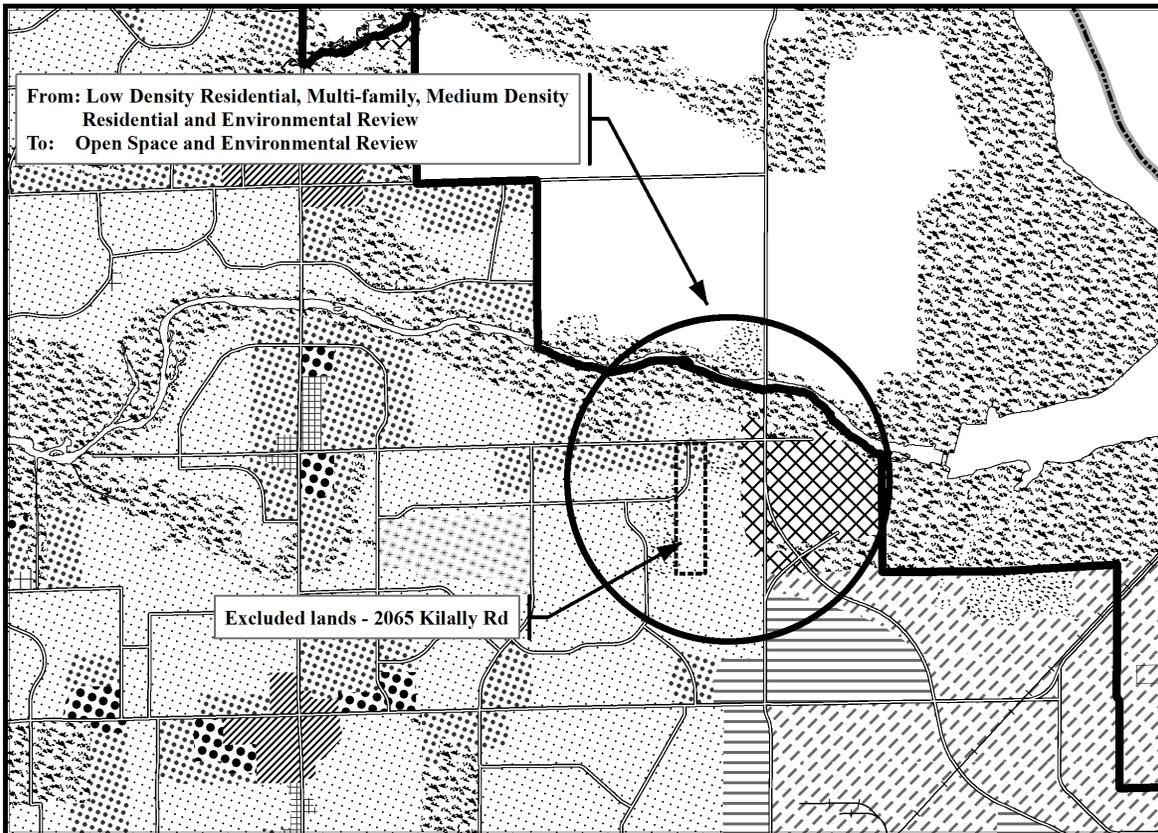 From: Low Density Residential, Multi-family, Medium Density
Residential and Environmental Review
To: Open Space and Environmental Review
Excluded lands - 2065 Kilally Rd